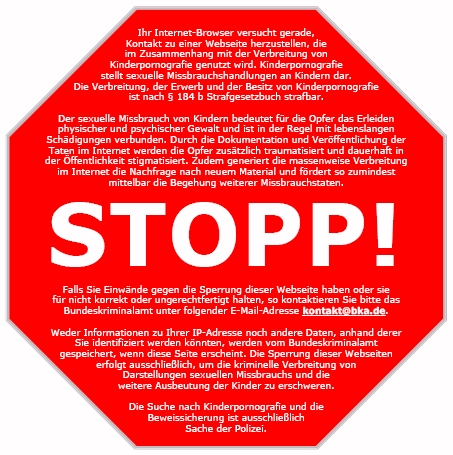 Ihr Internet-Browser versucht gerade,
Kontakt zu einer Webseite herzustellen, die
im Zusammenhang mit der Verbreitung von
Kinderpornografie genutzt wird. Kinderpornografie
stellt sexuelle Missbrauchshandlungen an Kindern dar.
Die Verbreitung, der Erwerb und der Besitz von Kinderpornografie
ist nach § 184 b Strafgesetzbuch strafbar.
Der sexuelle Missbrauch von Kindern bedeutet für die Opfer das Erleiden
physischer und psychischer Gewalt und ist in der Regel mit lebenslangen
Schädigungen verbunden. Durch die Dokumentation und Veröffentlichung der
Taten im Internet werden die Opfer zusätzlich traumatisiert und dauerhaft in
der Öffentlichkeit stigmatisiert. Zudem generiert die massenweise Verbreitung
im Internet die Nachfrage nach neuem Material und fördert so zumindest
mittelbar die Begehung weiterer Missbrauchstaten.
STOPP!
Falls Sie Einwände gegen die Sperrung dieser Webseite haben oder sie
für nicht korrekt oder ungerechtfertigt halten, so kontaktieren Sie bitte das
Bundeskriminalamt unter folgender E-Mail-Adresse kontakt@bka.de.
Weder Informationen zu Ihrer IP-Adresse noch andere Daten, anhand derer
Sie identifiziert werden könnten, werden vom Bundeskriminalamt
gespeichert, wenn diese Seite erscheint. Die Sperrung dieser Webseiten
erfolgt ausschließlich, um die kriminelle Verbreitung von
Darstellungen sexuellen Missbrauchs und die
weitere Ausbeutung der Kinder zu erschweren.
Die Suche nach Kinderpornografie und die
Beweissicherung ist ausschließlich
Sache der Polizei.